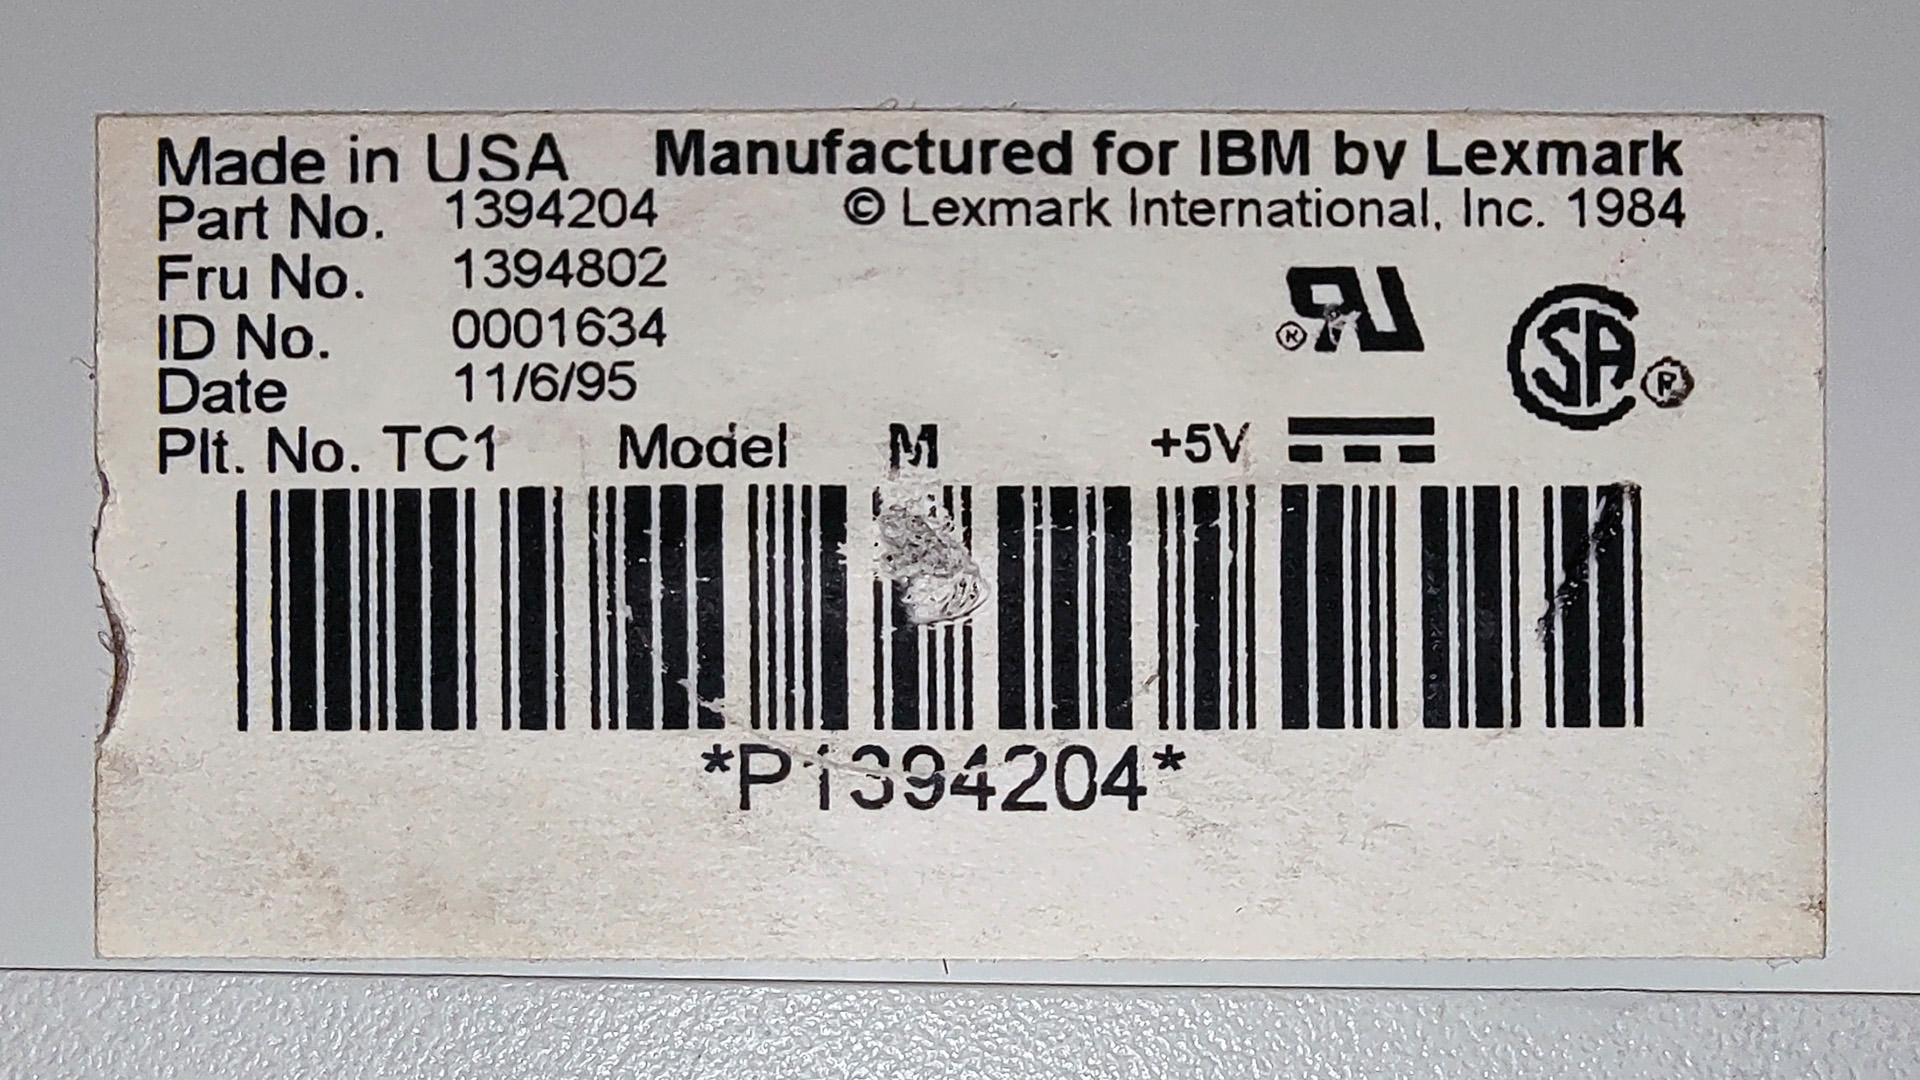 Made in USA Manufactured for IBM by Lexmark
Part No. 1394204 © Lexmark International, Inc. 1984
Fru No. 1394802
ID No. 0001634
Date 11/6/95
Plt. No. TC1 Model M +5V
*P1394204*